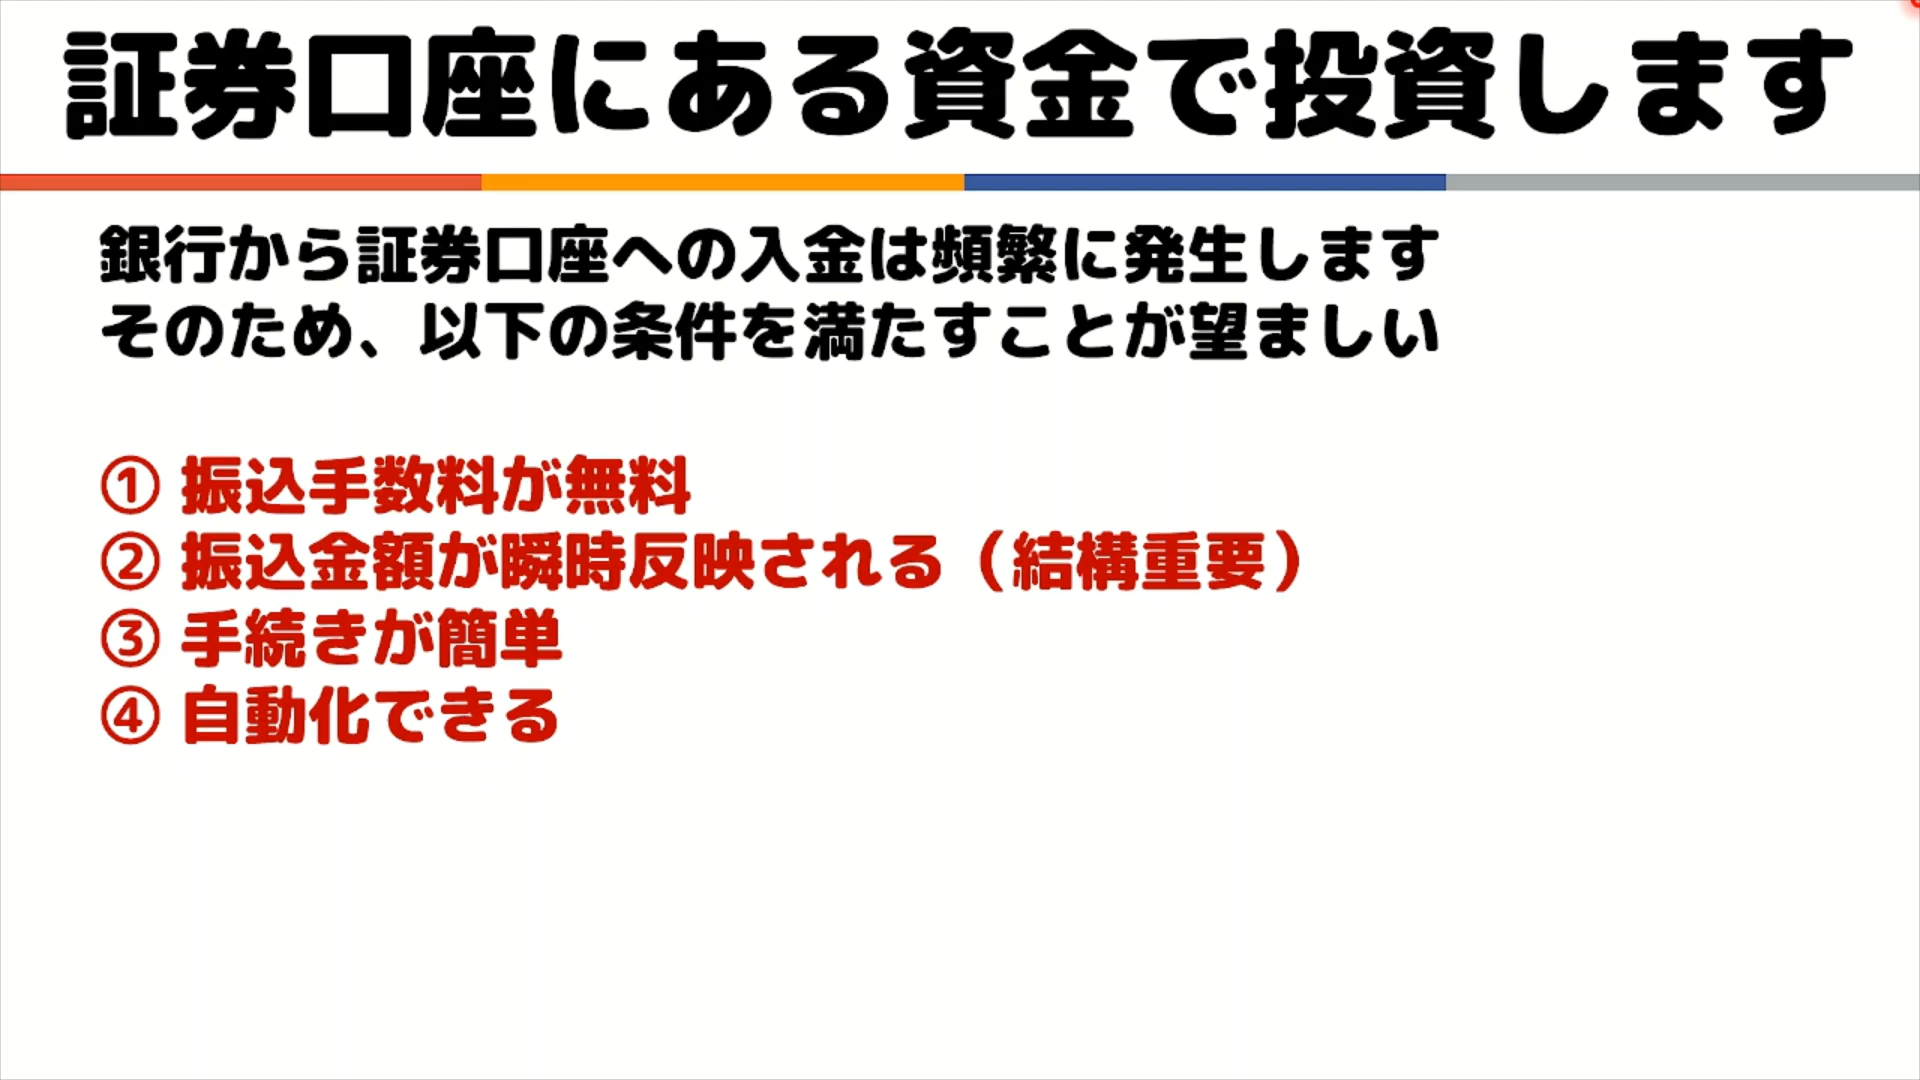 証券口座にある資金で投資します
銀行から証券口座への入金は頻繁に発生します
そのため、以下の条件を満たすことが望ましい
① 振込手数料が無料
② 振込金額が瞬時反映される（結構重要）
③ 手続きが簡単
④ 自動化できる